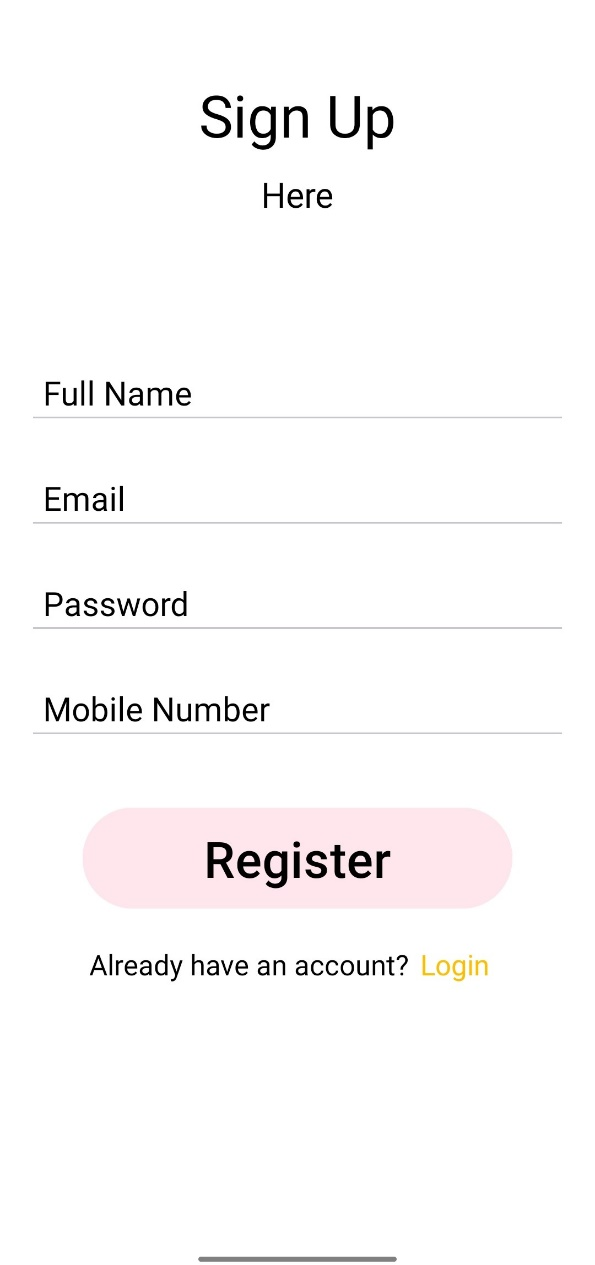 Sign Up
Here
Full Name
Email
Password
Mobile Number
Register
Already have an account? Login